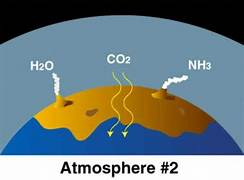 H2O CO2 NH3
Atmosphere #2